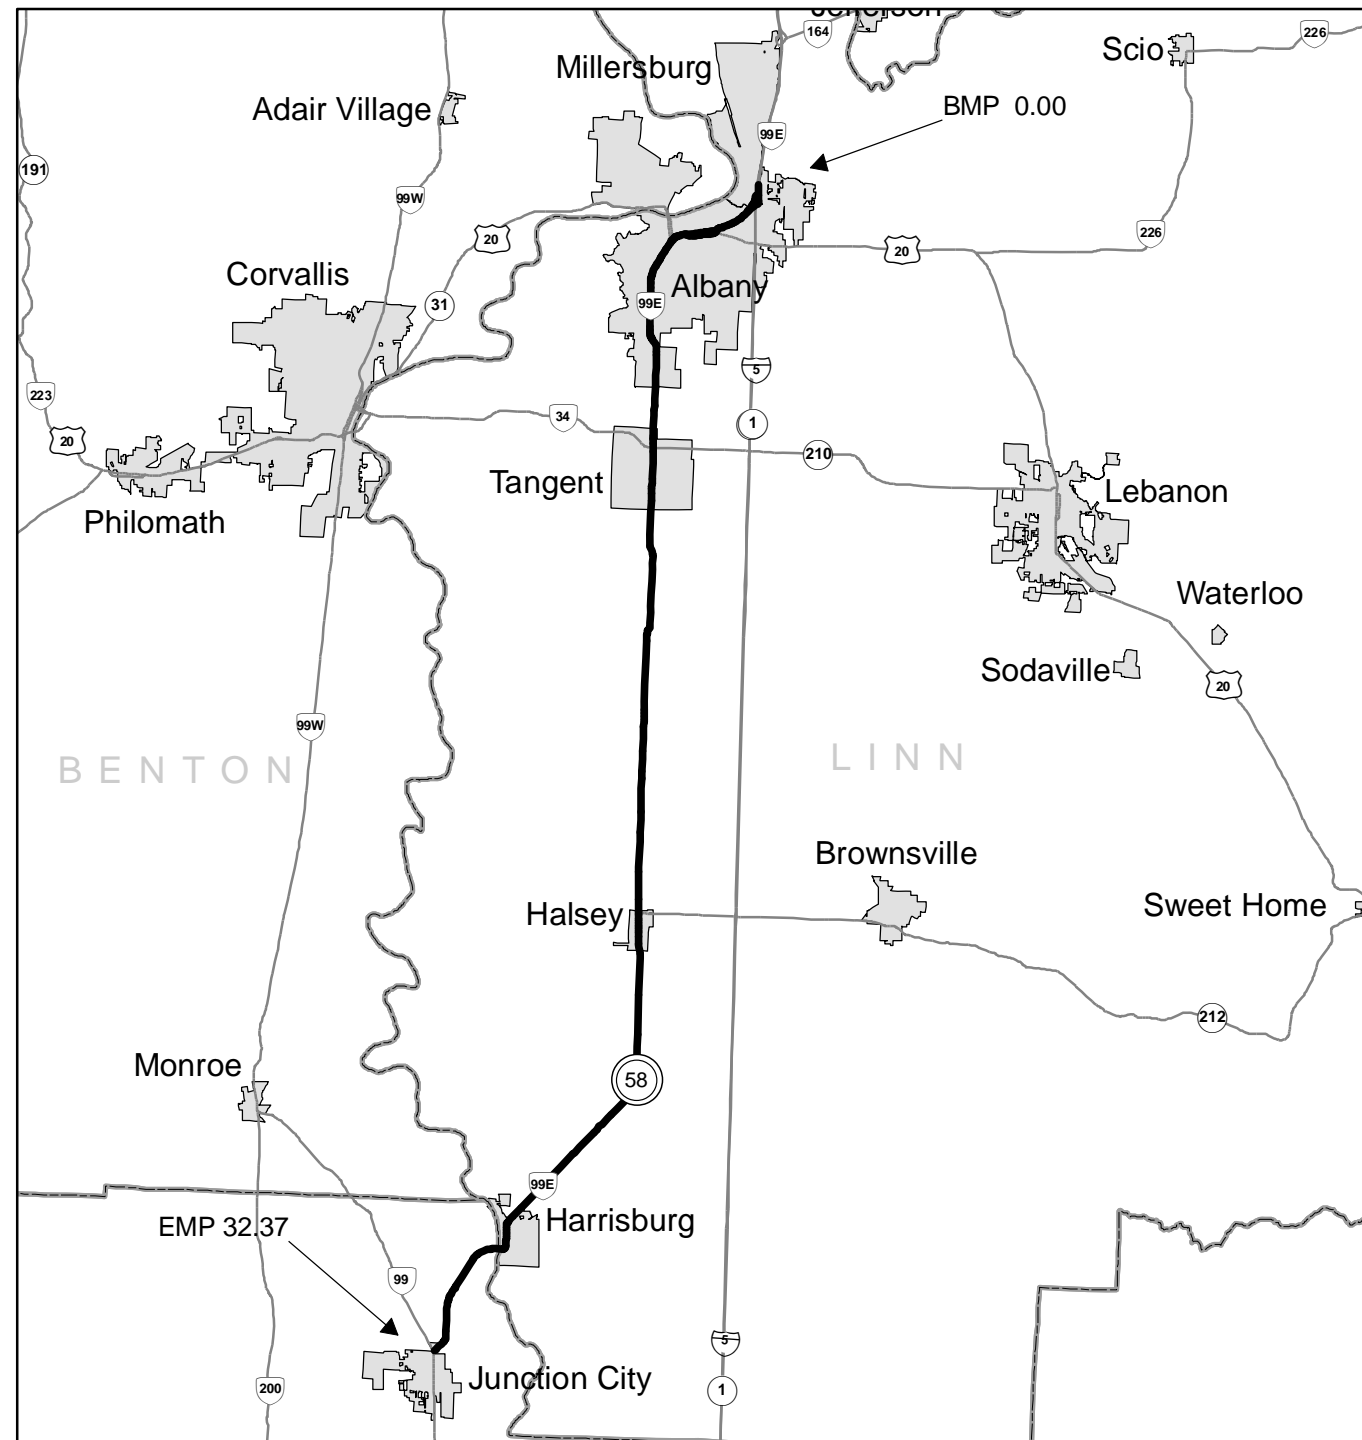 Jefferson
164
226
Scio
Millersburg
Adair Village
BMP 0.00
99E
191
99W
226
20
20
Corvallis
Albany
31
99E
5
223
34
1
20
210
Tangent
Lebanon
Philomath
Waterloo
Sodaville
20
99W
BENTON
LINN
Brownsville
Halsey
Sweet Home
212
Monroe
58
99E
Harrisburg
EMP 32.37
99
5
Junction City
200
1